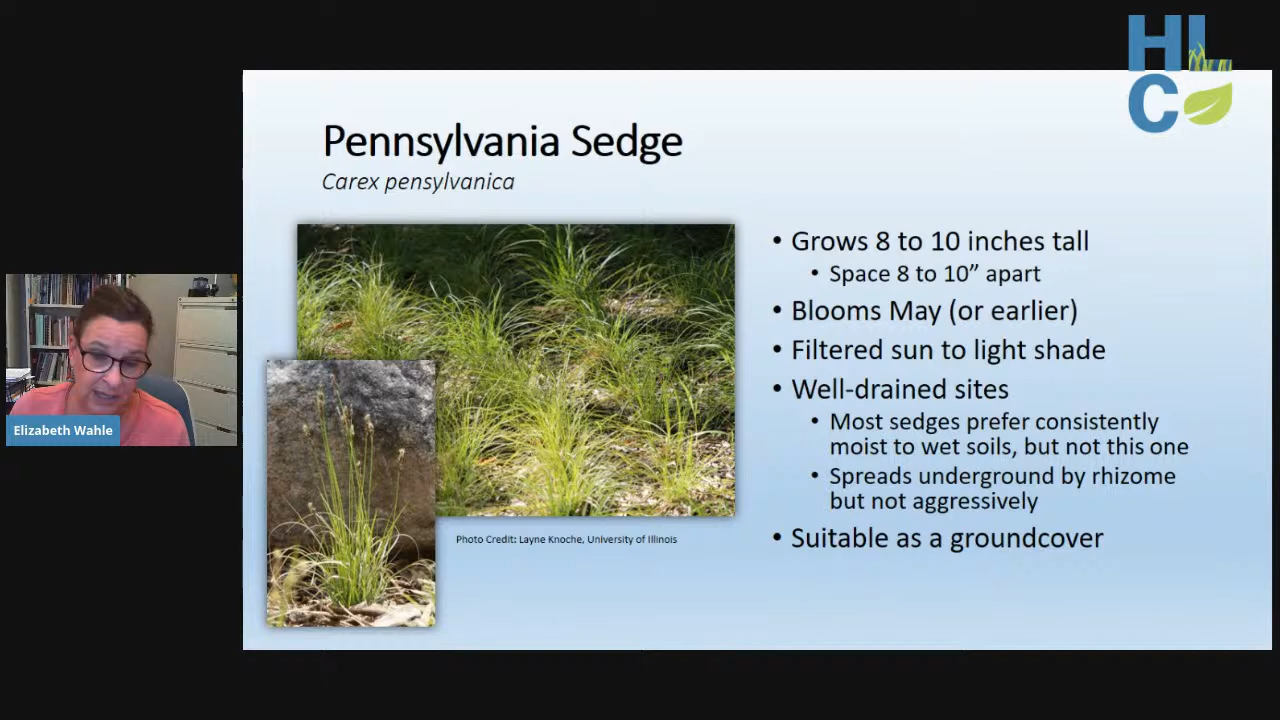 HL
C
Pennsylvania Sedge
Carex pensylvanica
• Grows 8 to 10 inches tall
• Space 8 to 10” apart
• Blooms May (or earlier)
• Filtered sun to light shade
• Well-drained sites
• Most sedges prefer consistently
moist to wet soils, but not this one
• Spreads underground by rhizome
but not aggressively
• Suitable as a groundcover
Photo Credit: Layne Knoche, University of Illinois
Elizabeth Wahle